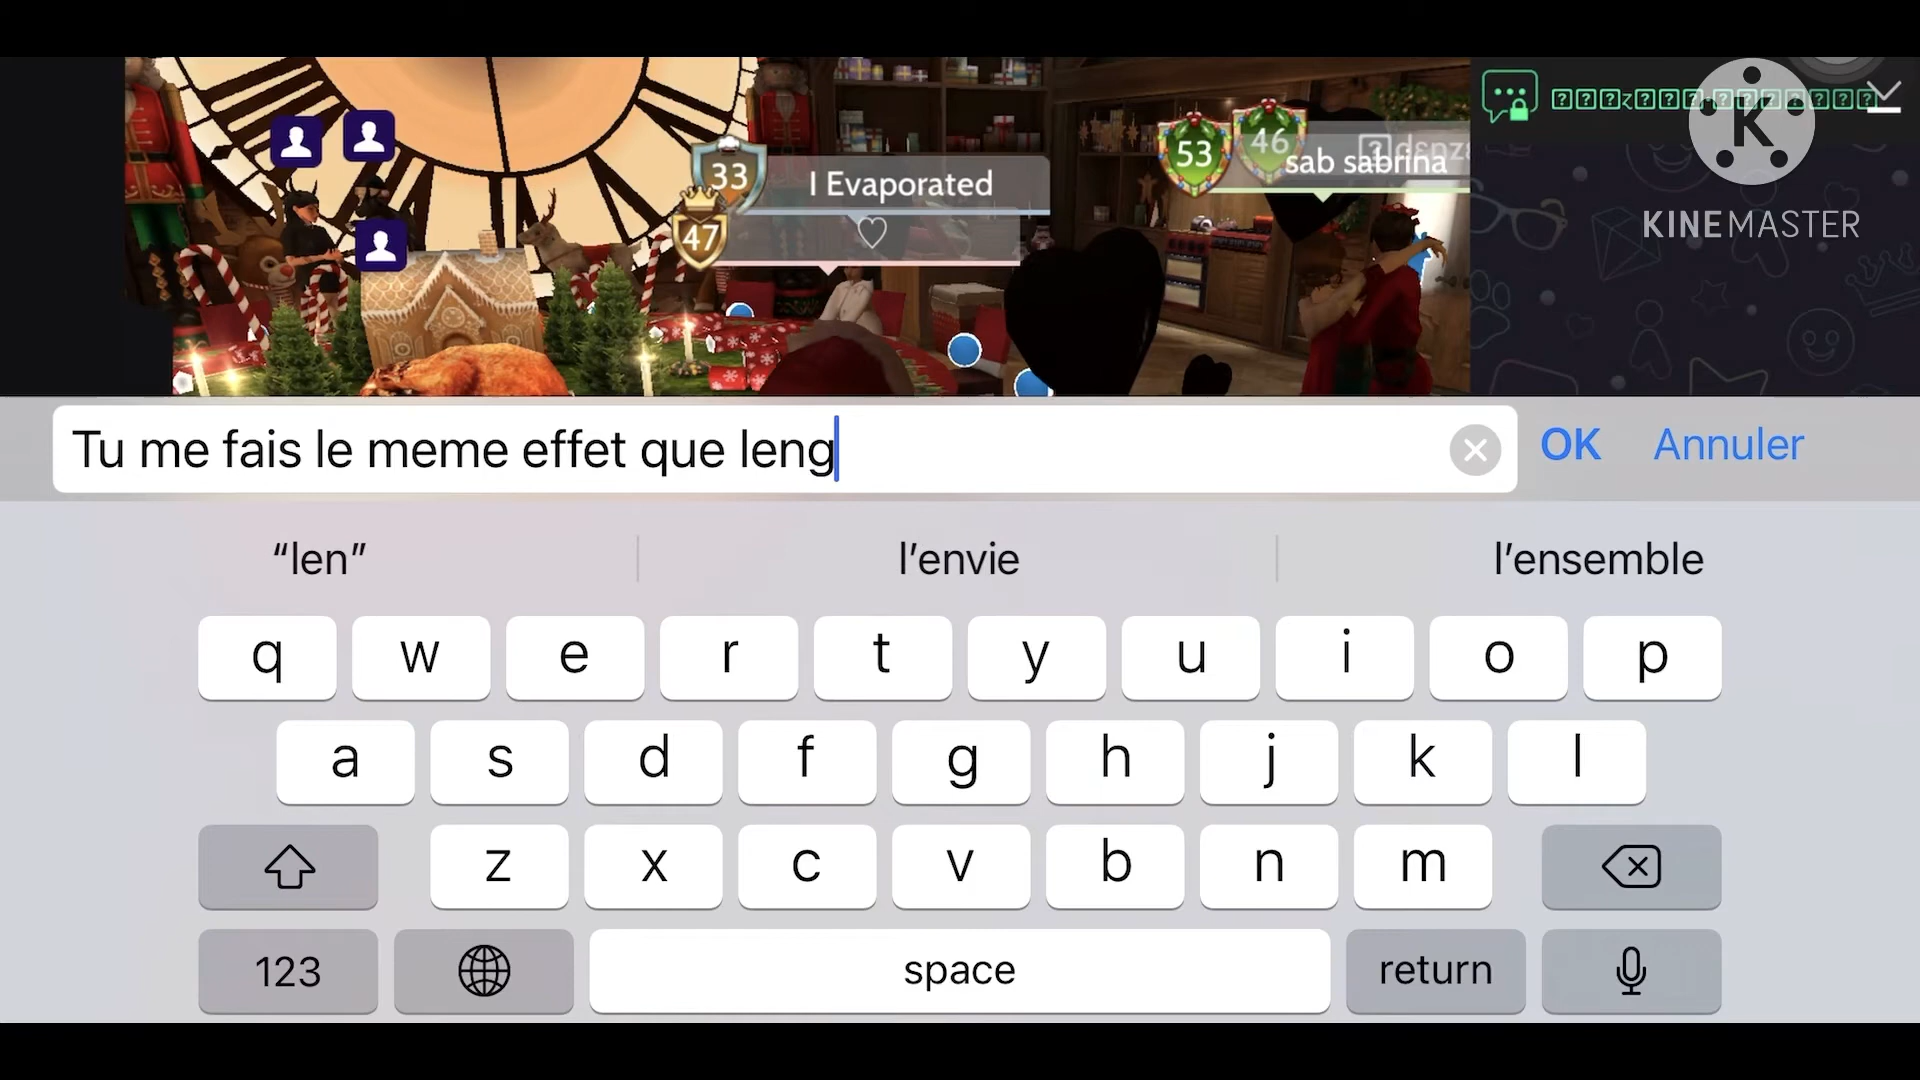 33
I Evaporated
47
53
46
sab sabrina
K
KINEMASTER
Tu me fais le meme effet que leng
OK
Annuler
“len”
l’envie
l’ensemble
q w e r t y u i o p
a s d f g h j k l
z x c v b n m
123
space
return